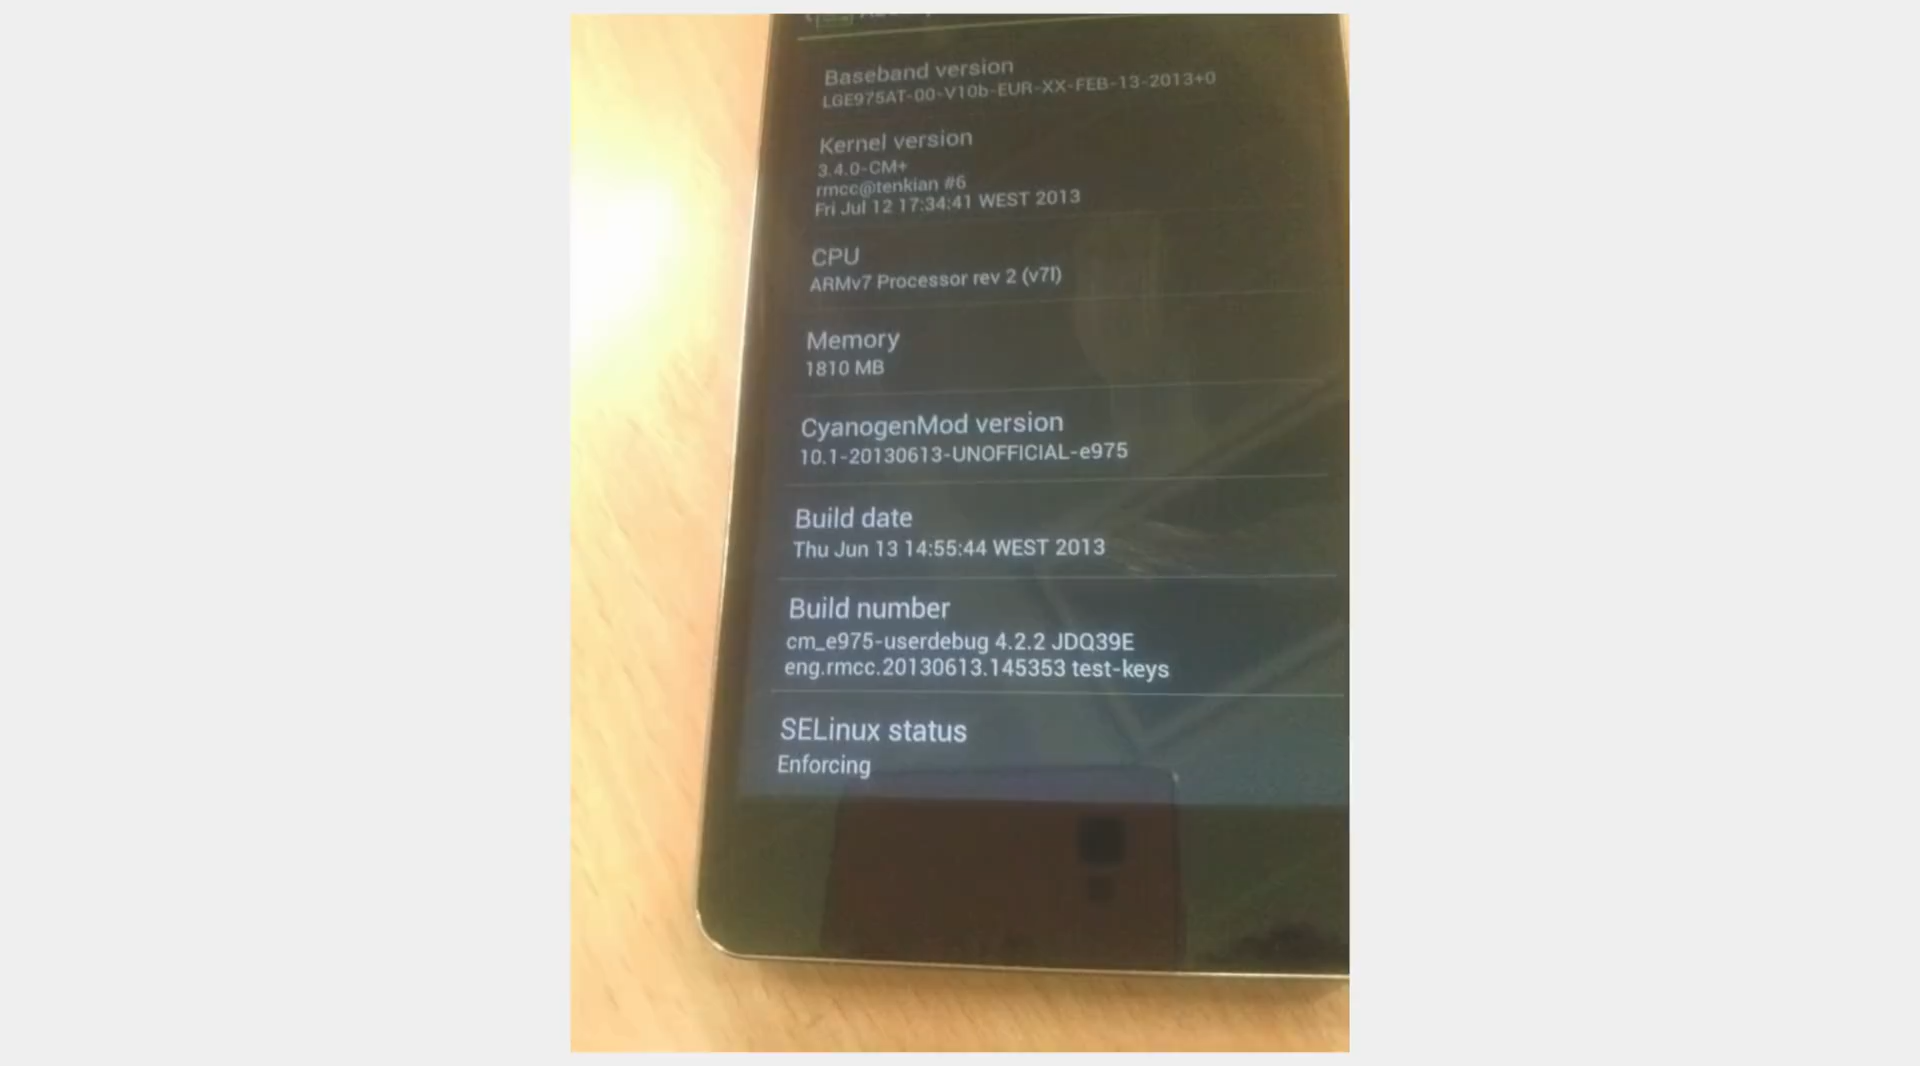 Baseband version
LGE975AT-00-V10b-EUR-XX-FEB-13-2013+0
Kernel version
3.4.0-CM+
rmcc@tenkian #6
Fri Jul 12 17:34:41 WEST 2013
CPU
ARMv7 Processor rev 2 (v7l)
Memory
1810 MB
CyanogenMod version
10.1-20130613-UNOFFICIAL-e975
Build date
Thu Jun 13 14:55:44 WEST 2013
Build number
cm_e975-userdebug 4.2.2 JDQ39E
eng.rmcc.20130613.145353 test-keys
SELinux status
Enforcing